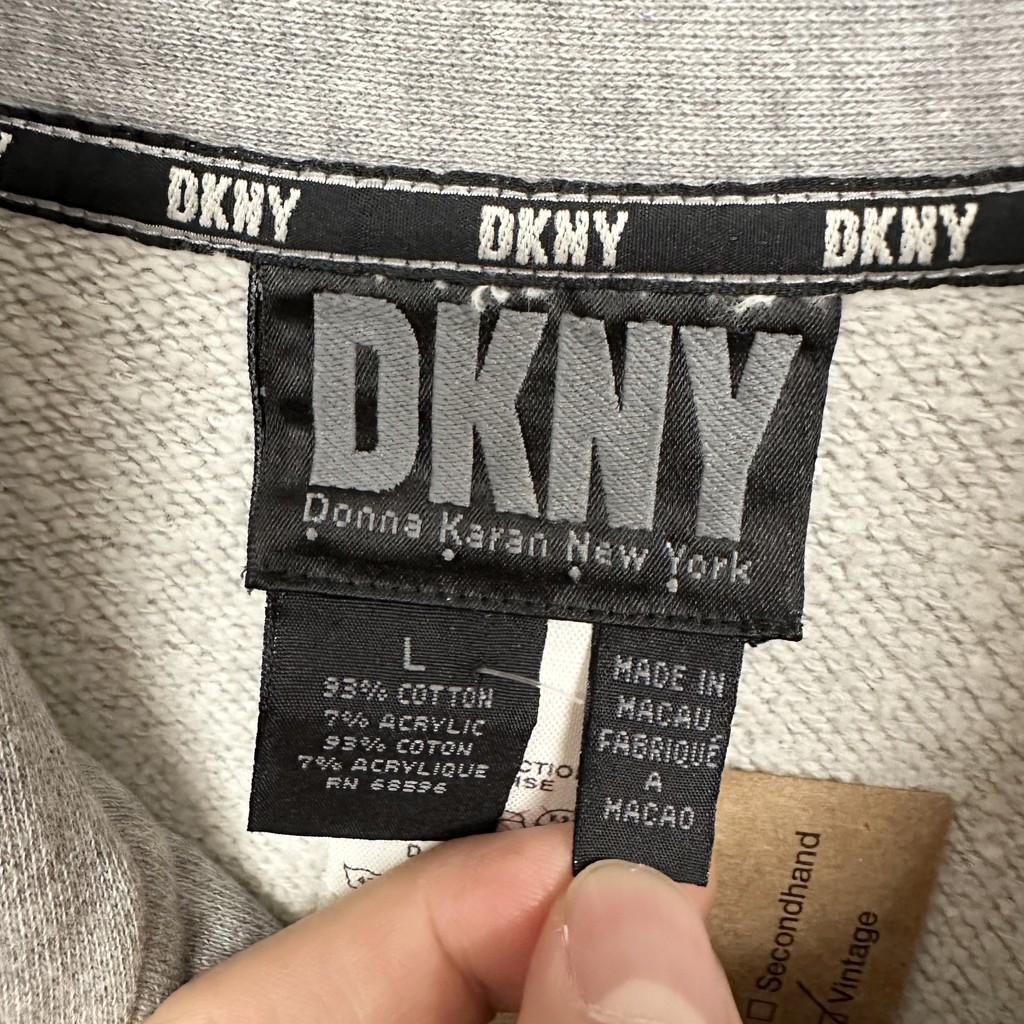 DKNY DKNY DKNY
DKNY
Donna Karan New York
L
93% COTTON
7% ACRYLIC
93% COTON
7% ACRYLIQUE
RN 68596
MADE IN
MACAU
FABRIQUÉ
A
MACAO
Secondhand
Vintage